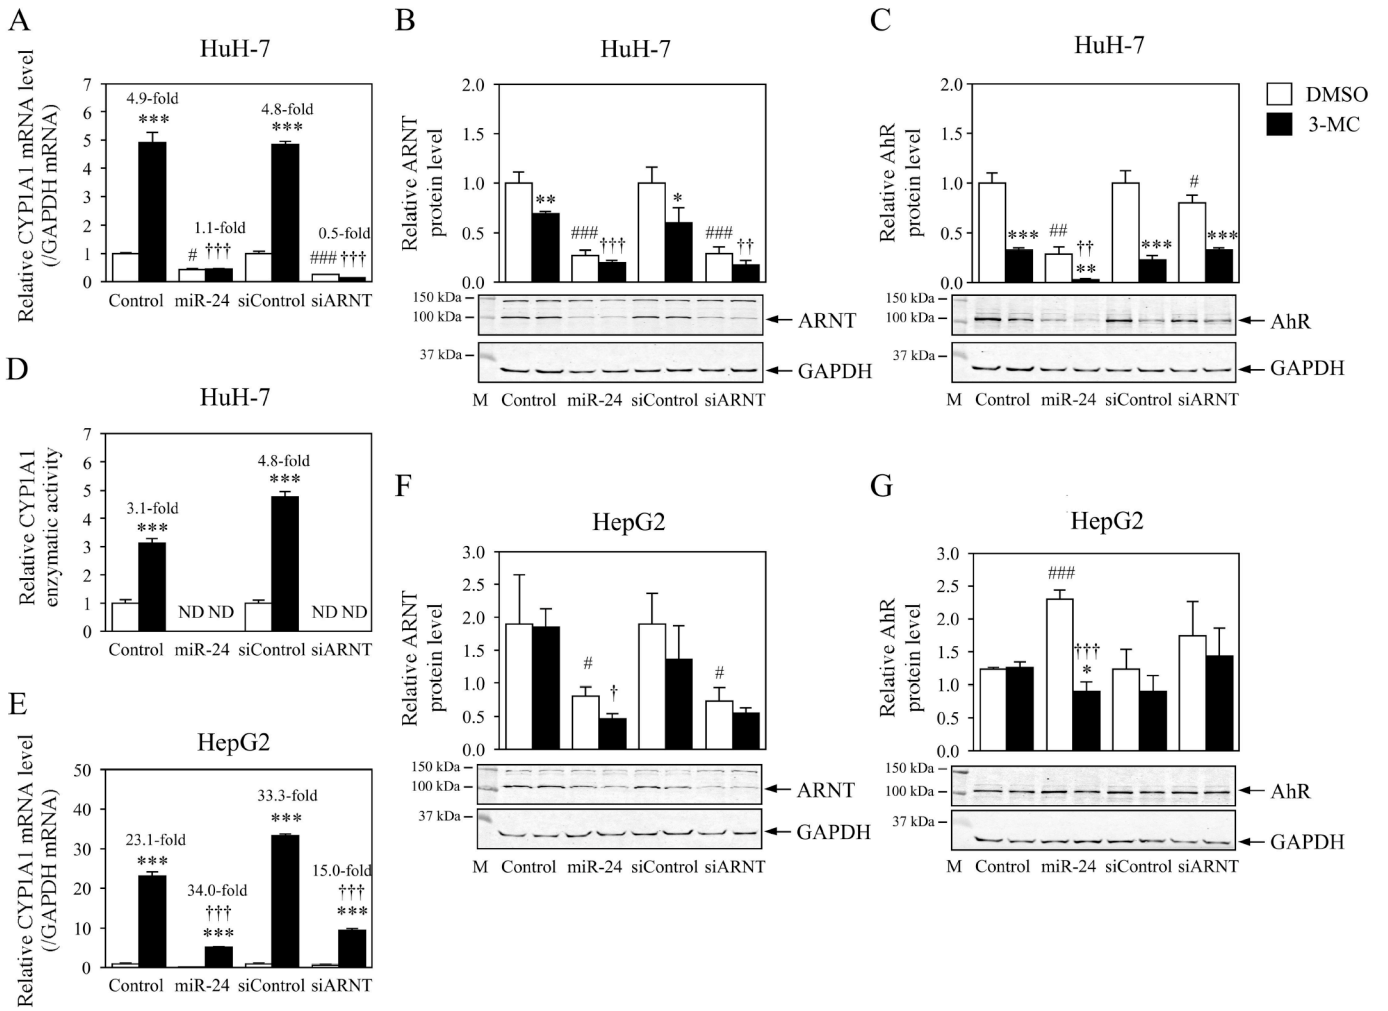 A
HuH-7
Relative CYP1A1 mRNA level
(/GAPDH mRNA)
7
6
5
4
3
2
1
0
4.9-fold
***
#
1.1-fold
†††
4.8-fold
***
###
0.5-fold
†††
Control miR-24 siControl siARNT
B
HuH-7
Relative ARNT
protein level
2.0
1.5
1.0
0.5
0.0
**
###
†††
*
###
††
150 kDa
100 kDa
ARNT
37 kDa
GAPDH
M Control miR-24 siControl siARNT
C
HuH-7
Relative AhR
protein level
2.0
1.5
1.0
0.5
0.0
***
##
††
**
***
#
***
DMSO
3-MC
150 kDa
100 kDa
AhR
37 kDa
GAPDH
M Control miR-24 siControl siARNT
D
HuH-7
Relative CYP1A1
enzymatic activity
7
6
5
4
3
2
1
0
3.1-fold
***
ND ND
4.8-fold
***
ND ND
Control miR-24 siControl siARNT
E
HepG2
Relative CYP1A1 mRNA level
(/GAPDH mRNA)
50
40
30
20
10
0
23.1-fold
***
34.0-fold
†††
***
33.3-fold
***
15.0-fold
†††
***
Control miR-24 siControl siARNT
F
HepG2
Relative ARNT
protein level
3.0
2.5
2.0
1.5
1.0
0.5
0.0
#
†
#
150 kDa
100 kDa
ARNT
37 kDa
GAPDH
M Control miR-24 siControl siARNT
G
HepG2
Relative AhR
protein level
3.0
2.5
2.0
1.5
1.0
0.5
0.0
###
†††
*
150 kDa
100 kDa
AhR
37 kDa
GAPDH
M Control miR-24 siControl siARNT